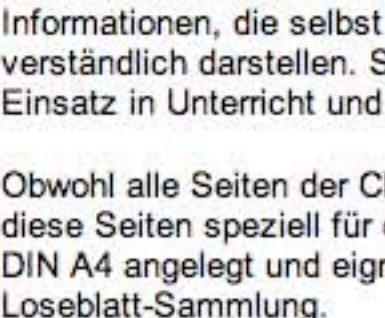 Informationen, die selbst
verständlich darstellen. S
Einsatz in Unterricht und
Obwohl alle Seiten der
diese Seiten speziell für
DIN A4 angelegt und
Loseblatt-Sammlung.